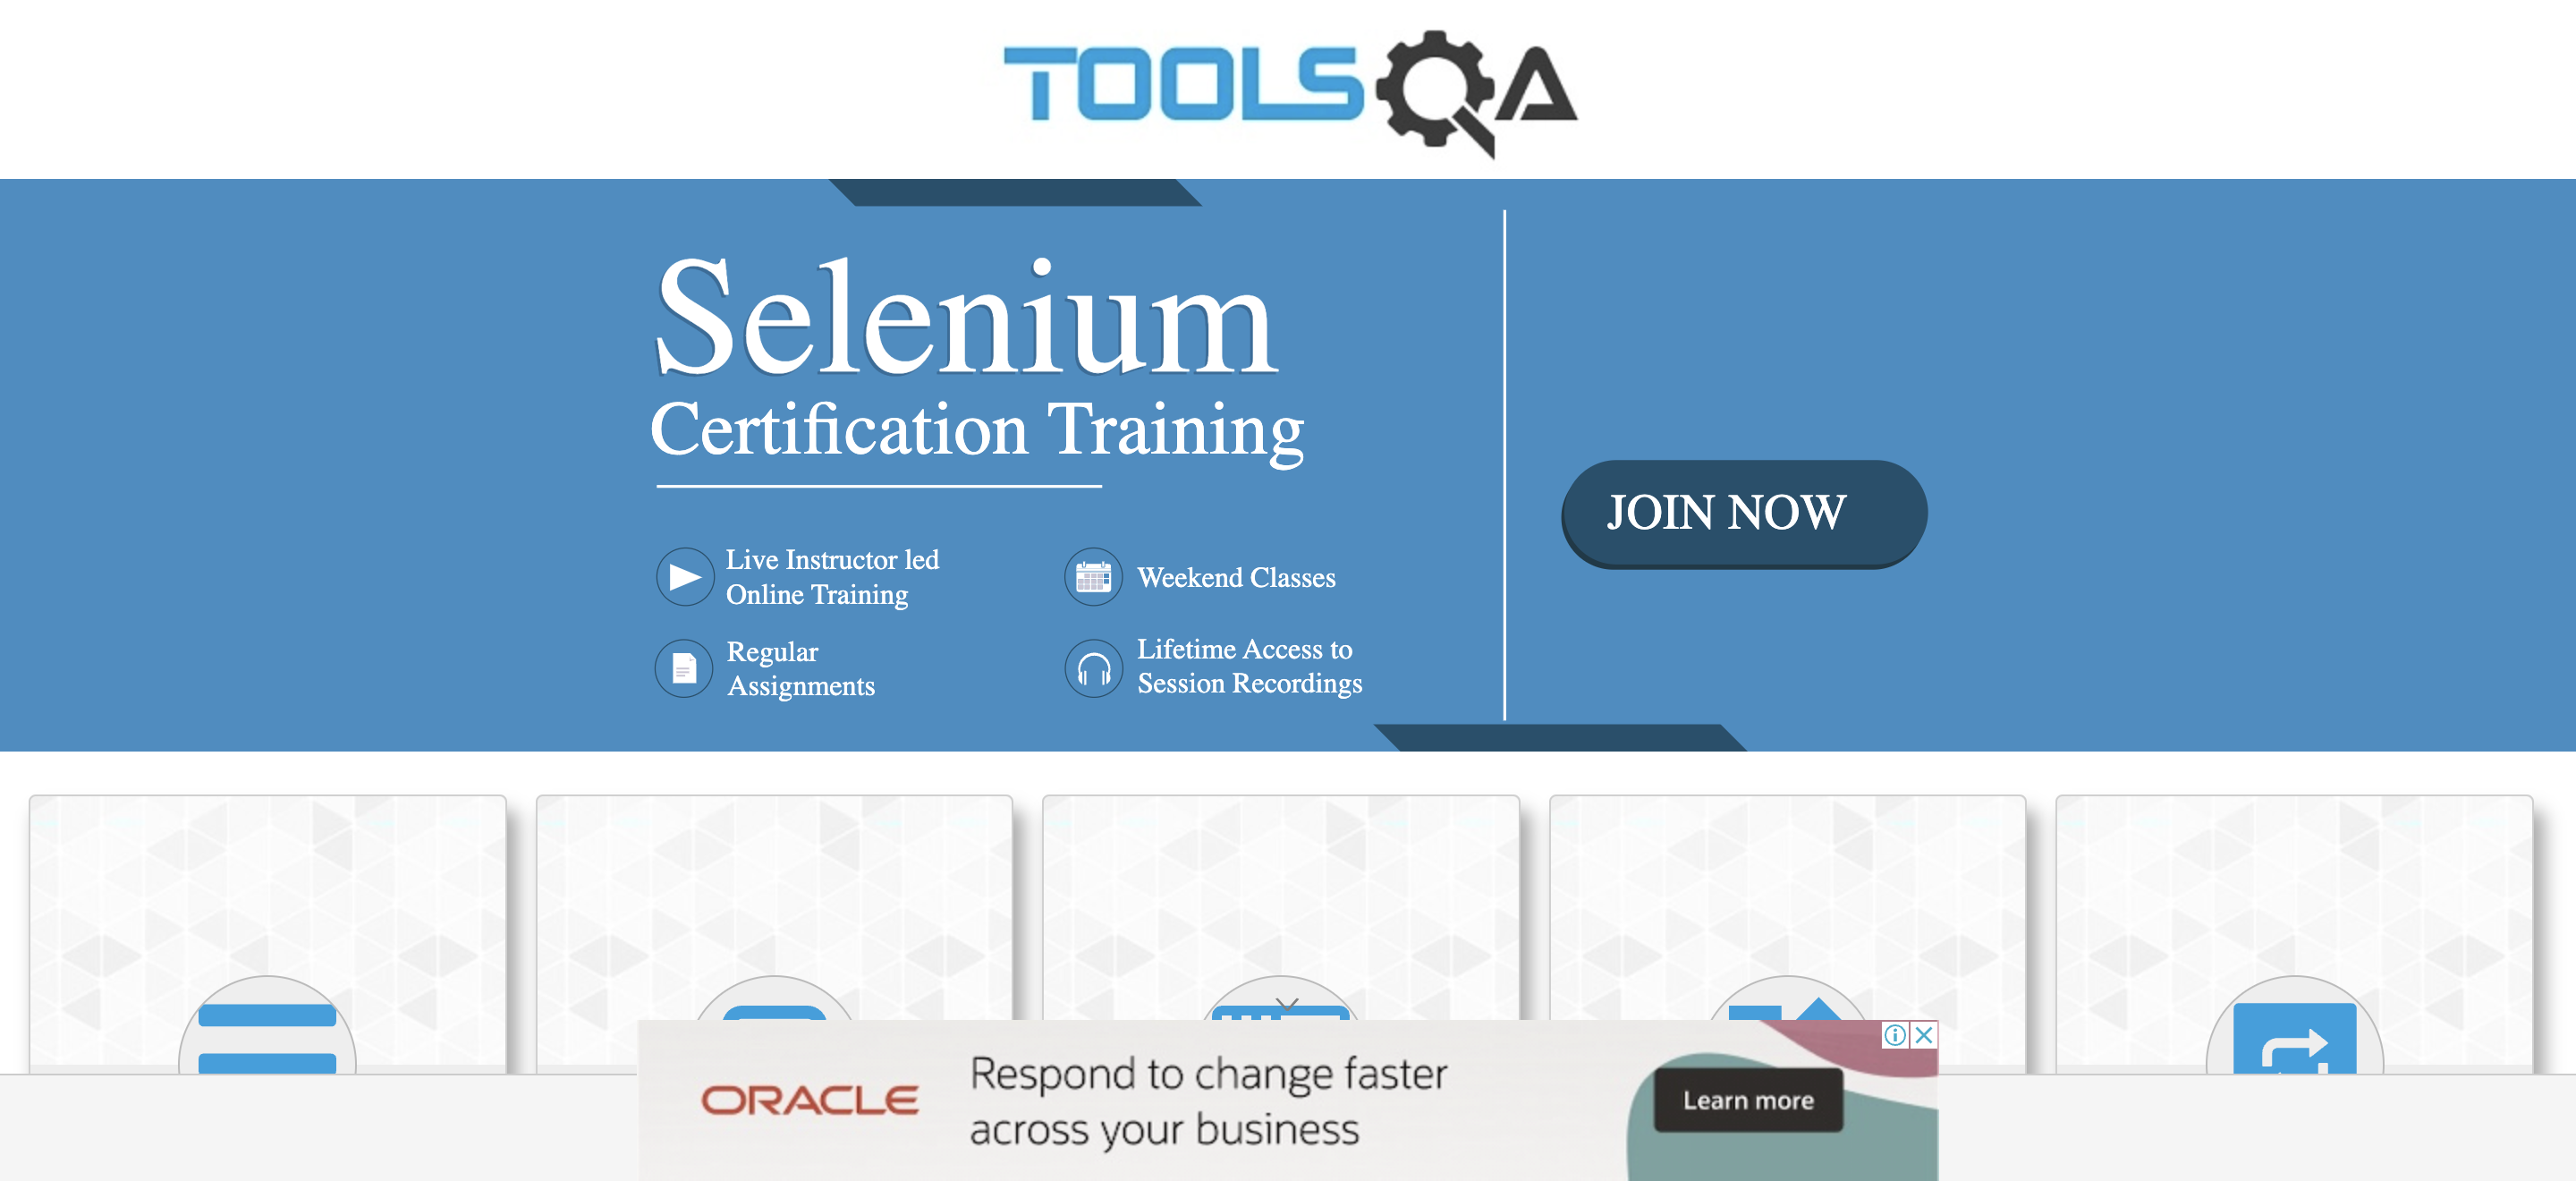 TOOLSQA
Selenium
Certification Training
Live Instructor led
Online Training
Weekend Classes
Regular
Assignments
Lifetime Access to
Session Recordings
JOIN NOW
ORACLE
Respond to change faster
across your business
Learn more